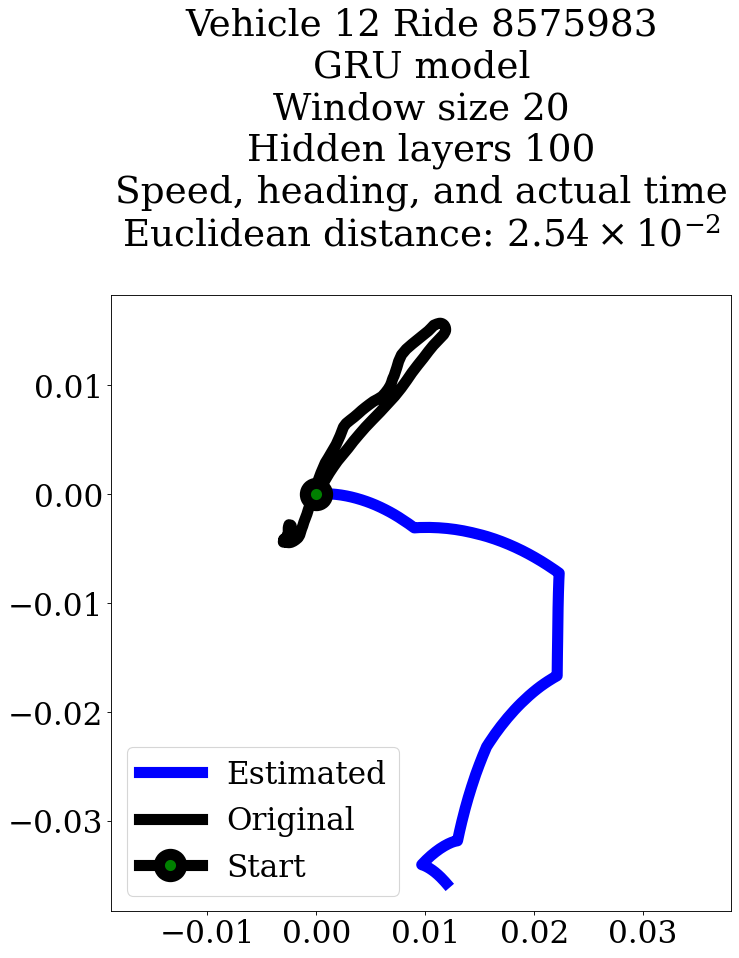 Vehicle 12 Ride 8575983
GRU model
Window size 20
Hidden layers 100
Speed, heading, and actual time
Euclidean distance: 2.54 × 10⁻²
0.01
0.00
−0.01
−0.02
−0.03
Estimated
Original
Start
−0.01 0.00 0.01 0.02 0.03